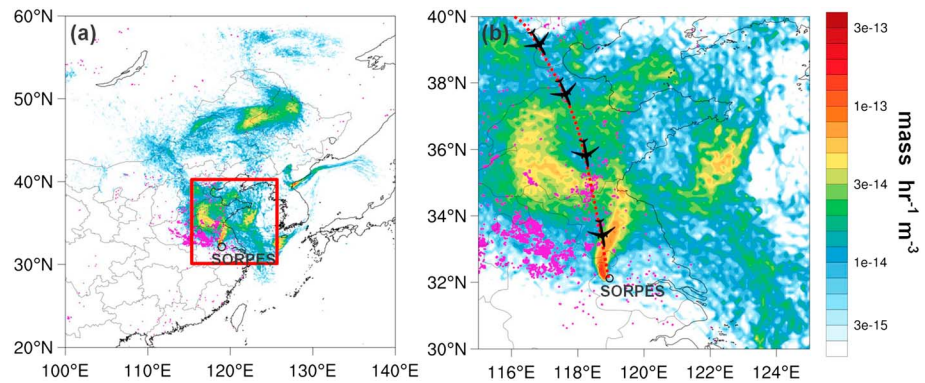 (a)
60°N
50°N
40°N
30°N
20°N
100°E 110°E 120°E 130°E 140°E
SORPES
(b)
40°N
38°N
36°N
34°N
32°N
30°N
116°E 118°E 120°E 122°E 124°E
SORPES
3e-13
1e-13
3e-14
1e-14
3e-15
mass hr-1 m-3